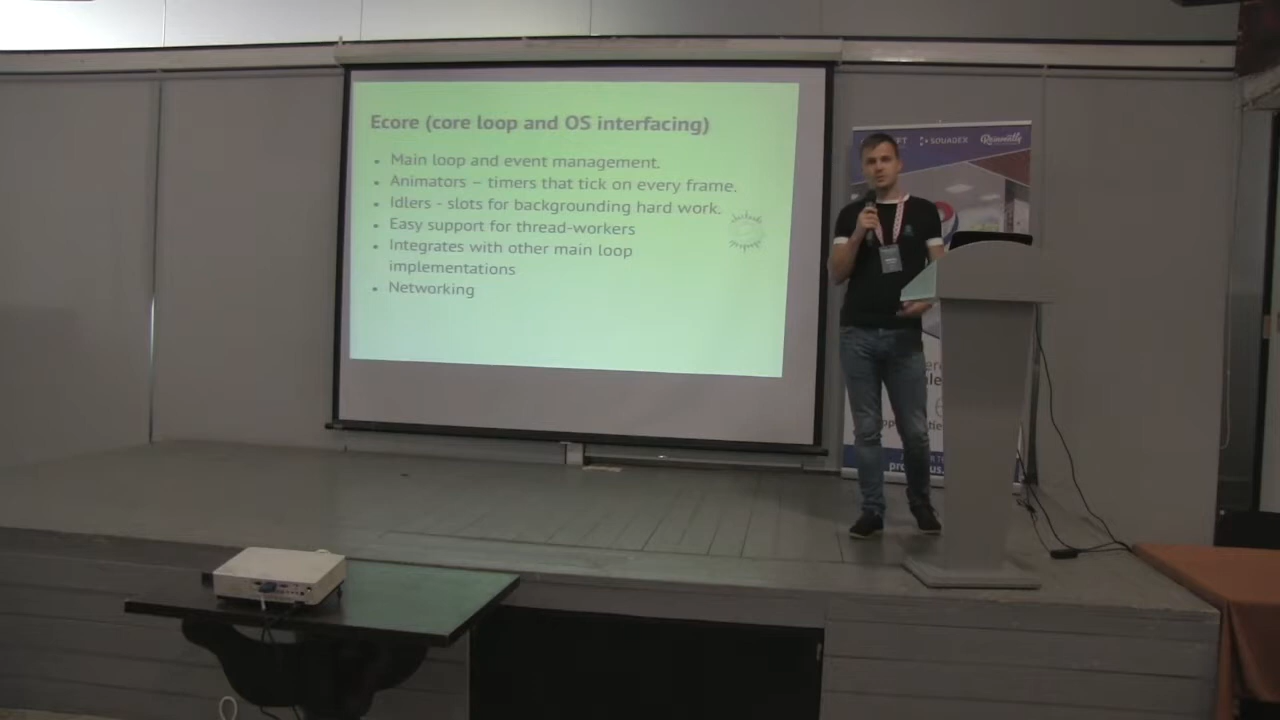 Ecore (core loop and OS interfacing)
• Main loop and event management.
• Animators – timers that tick on every frame.
• Idlers - slots for backgrounding hard work.
• Easy support for thread-workers
• Integrates with other main loop
implementations
• Networking
SQUADEX